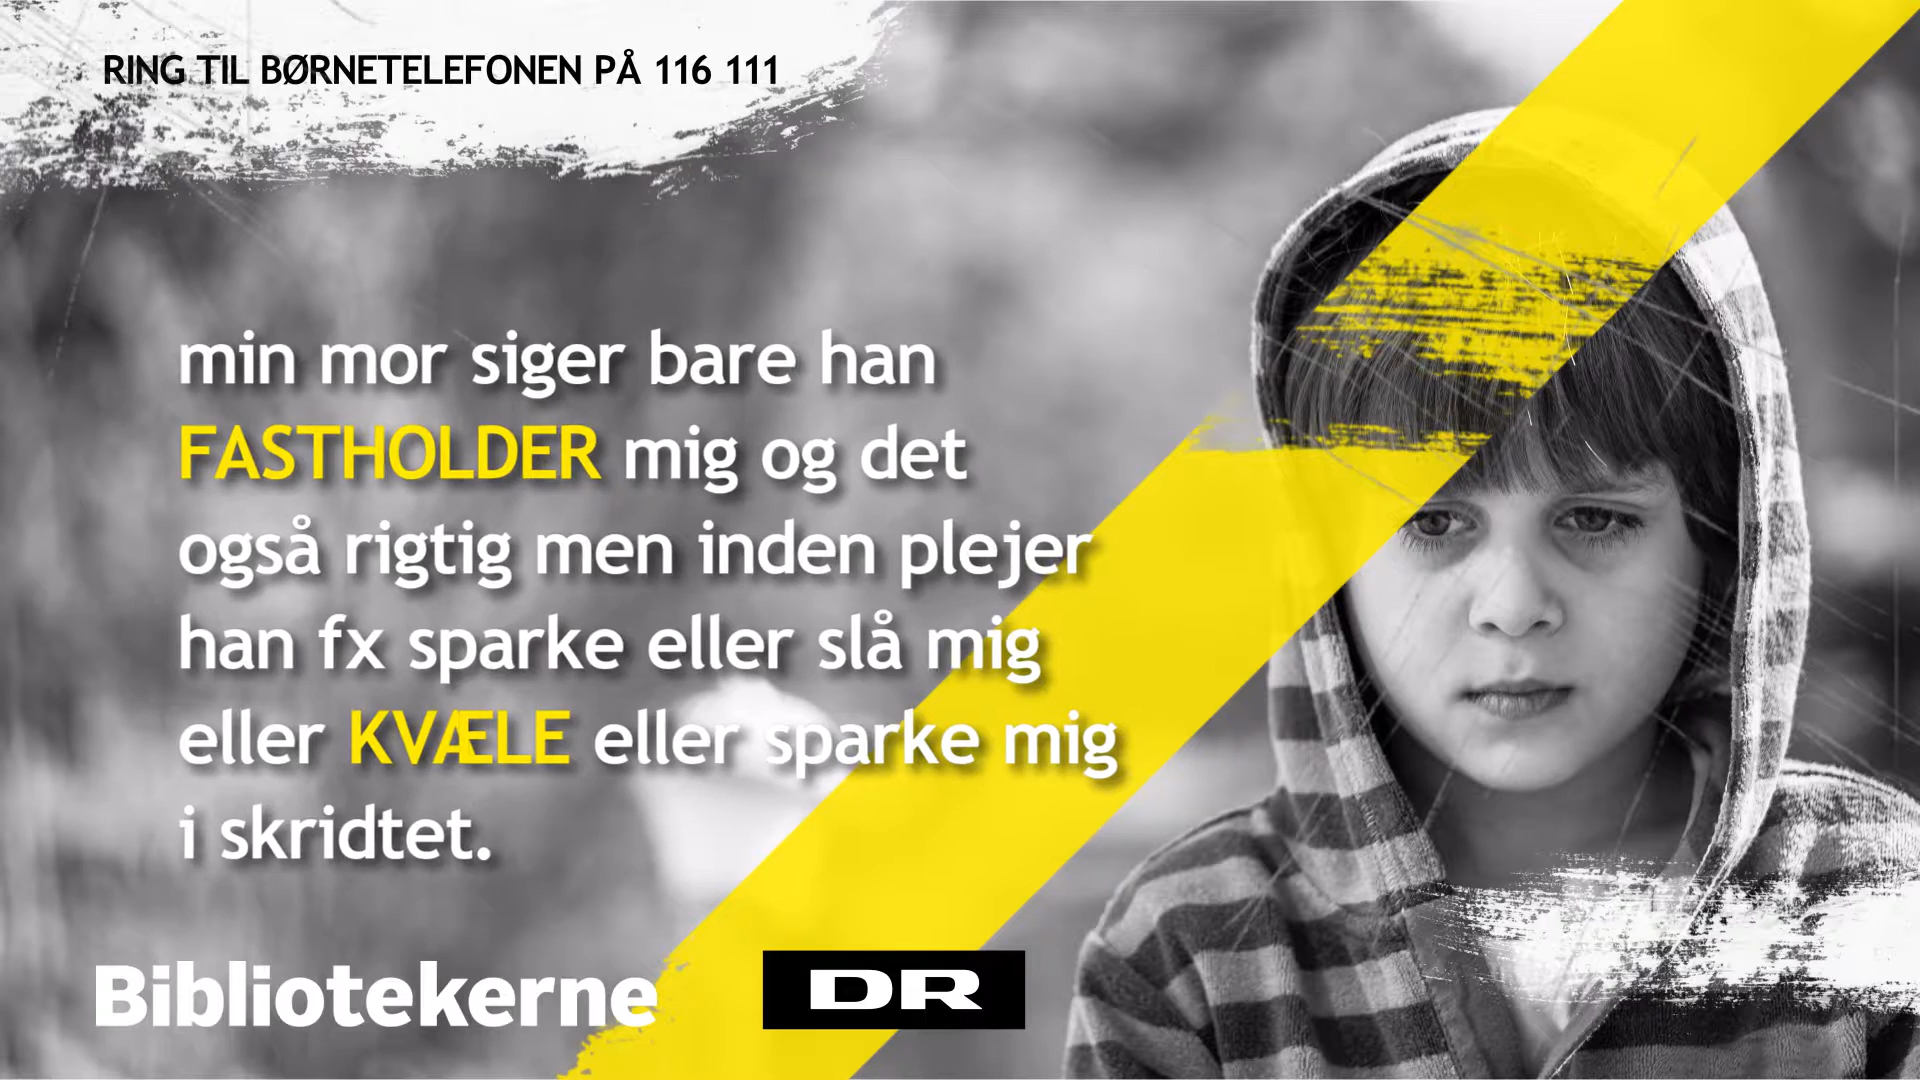 RING TIL BØRNETELEFONEN PÅ 116 111
min mor siger bare han
FASTHOLDER mig og det
også rigtig men inden plejer
han fx sparke eller slå mig
eller KVÆLE eller sparke mig
i skridtet.
Bibliotekerne
DR